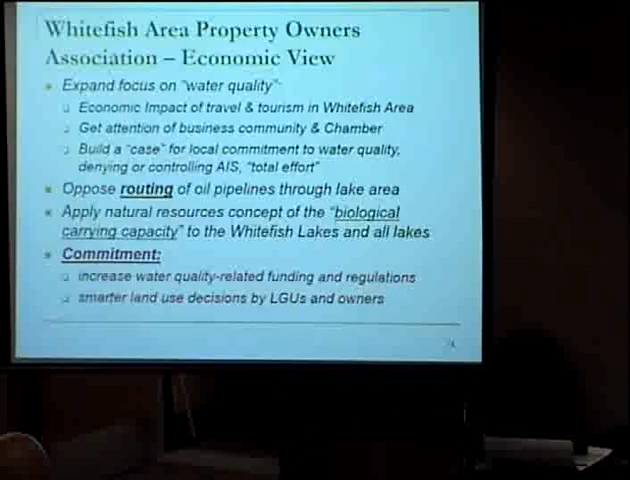 Whitefish Area Property Owners
Association – Economic View
Expand focus on "water quality"
Economic Impact of travel & tourism in Whitefish Area
Get attention of business community & Chamber
Build a "case" for local commitment to water quality,
denying or controlling AIS, "total effort"
Oppose routing of oil pipelines through lake area
Apply natural resources concept of the "biological
carrying capacity" to the Whitefish Lakes and all lakes
Commitment:
increase water quality-related funding and regulations
smarter land use decisions by LGUs and owners